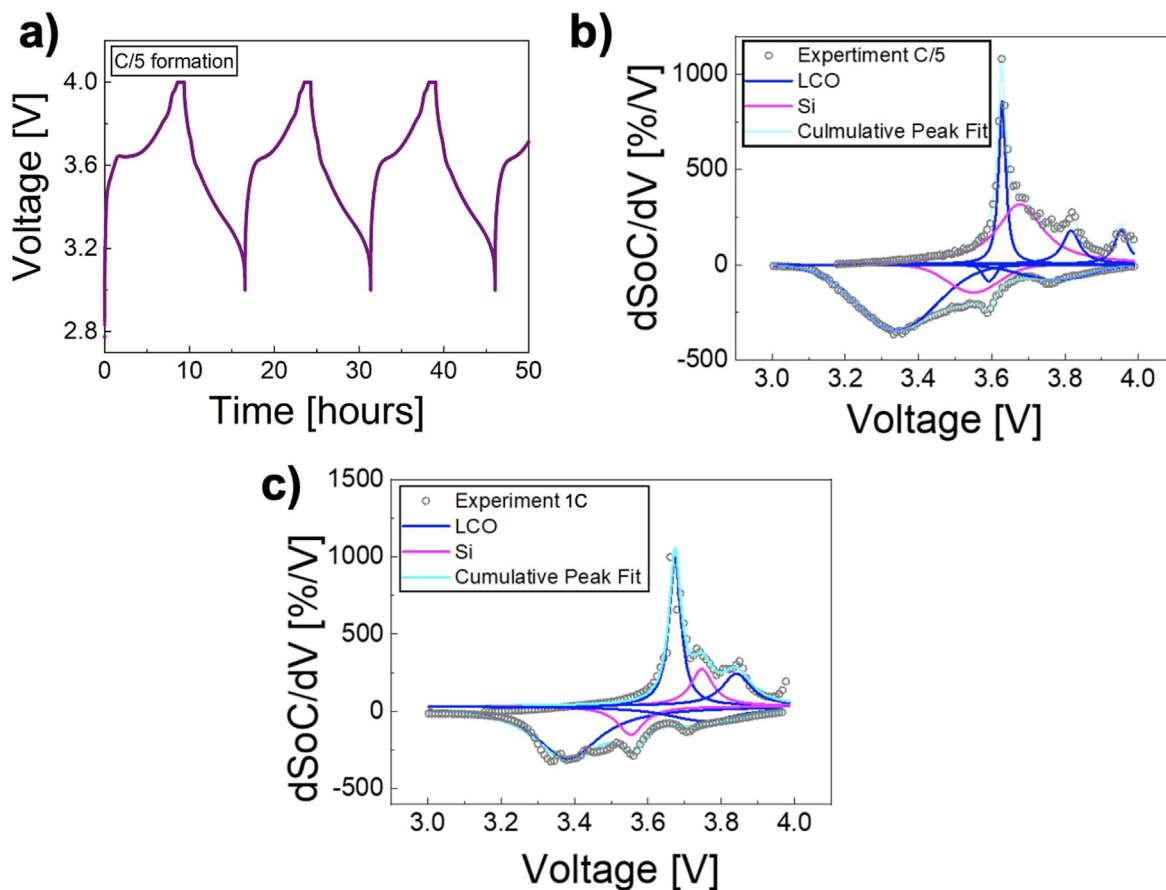 a)
C/5 formation
Voltage [V]
4.0
3.6
3.2
2.8
0
10
20
30
40
50
Time [hours]
b)
Expertiment C/5
LCO
Si
Culmulative Peak Fit
dSoC/dV [%/V]
1000
500
0
-500
3.0
3.2
3.4
3.6
3.8
4.0
Voltage [V]
c)
Experiment 1C
LCO
Si
Cumulative Peak Fit
dSoC/dV [%/V]
1500
1000
500
0
-500
3.0
3.2
3.4
3.6
3.8
4.0
Voltage [V]